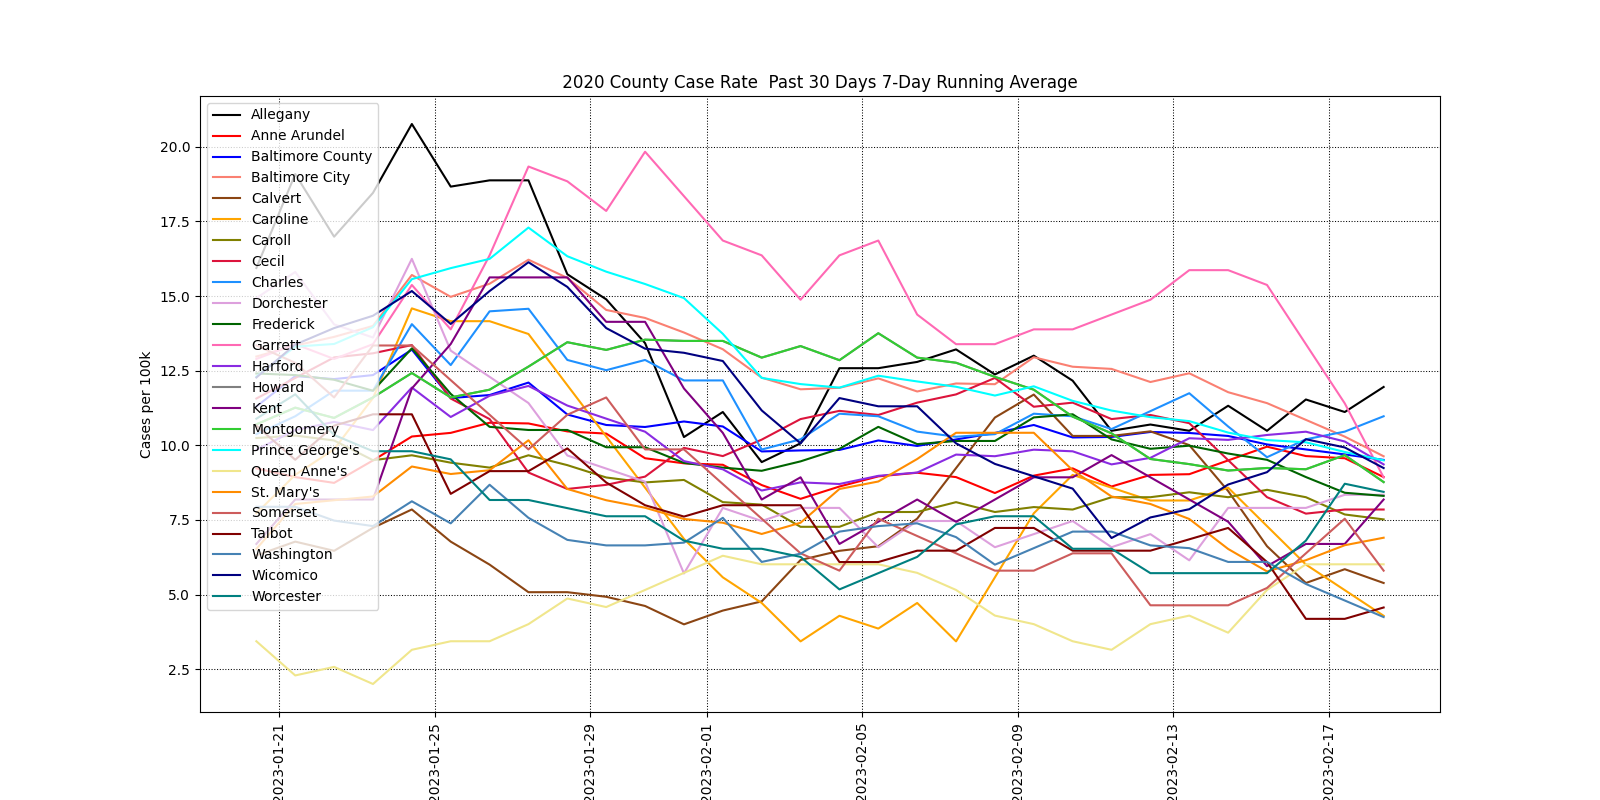 2020 County Case Rate  Past 30 Days 7-Day Running Average
Cases per 100k
20.0
17.5
15.0
12.5
10.0
7.5
5.0
2.5
Allegany
Anne Arundel
Baltimore County
Baltimore City
Calvert
Caroline
Caroll
Cecil
Charles
Dorchester
Frederick
Garrett
Harford
Howard
Kent
Montgomery
Prince George's
Queen Anne's
St. Mary's
Somerset
Talbot
Washington
Wicomico
Worcester
2023-01-21
2023-01-25
2023-01-29
2023-02-01
2023-02-05
2023-02-09
2023-02-13
2023-02-17